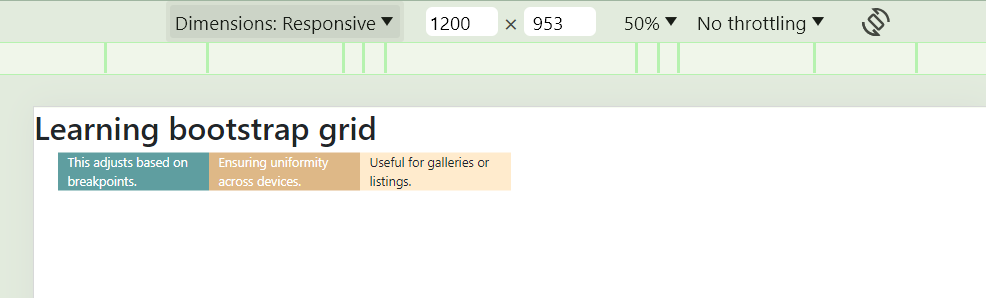 Dimensions: Responsive 1200 × 953 50% No throttling
Learning bootstrap grid
This adjusts based on
breakpoints.
Ensuring uniformity
across devices.
Useful for galleries or
listings.